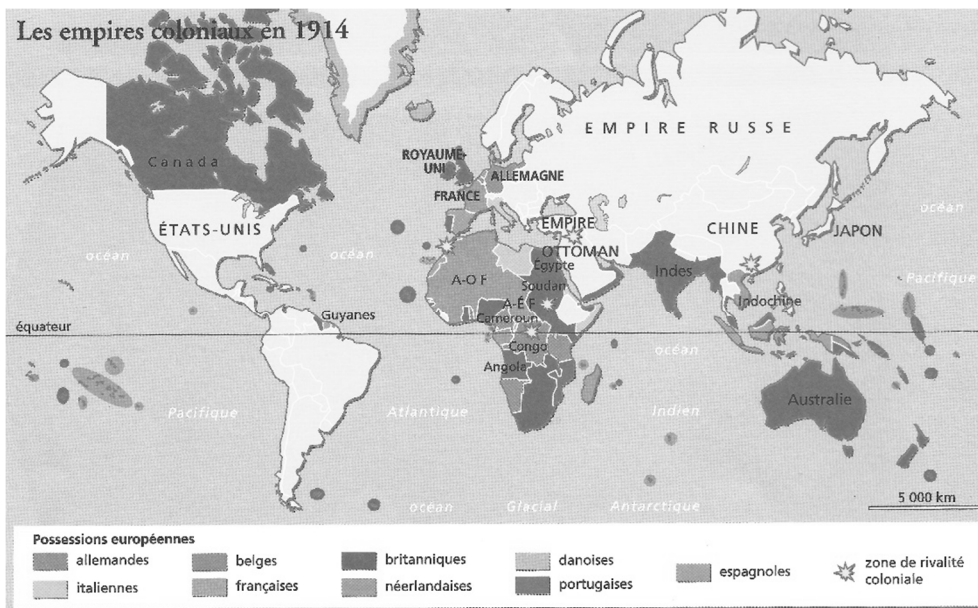 Les empires coloniaux en 1914
Canada
ROYAUME-
UNI
ALLEMAGNE
FRANCE
EMPIRE RUSSE
océan
ÉTATS-UNIS
EMPIRE
OTTOMAN
CHINE
JAPON
océan
océan
Pacifique
A-O F
Égypte
Soudan
Indes
Indochine
A-É F
Cameroun
Guyanes
équateur
Congo
océan
Angola
Australie
Pacifique
Atlantique
Indien
5 000 km
océan Glacial Antarctique
Possessions européennes
allemandes
belges
britanniques
danoises
espagnoles
zone de rivalité
coloniale
italiennes
françaises
néerlandaises
portugaises